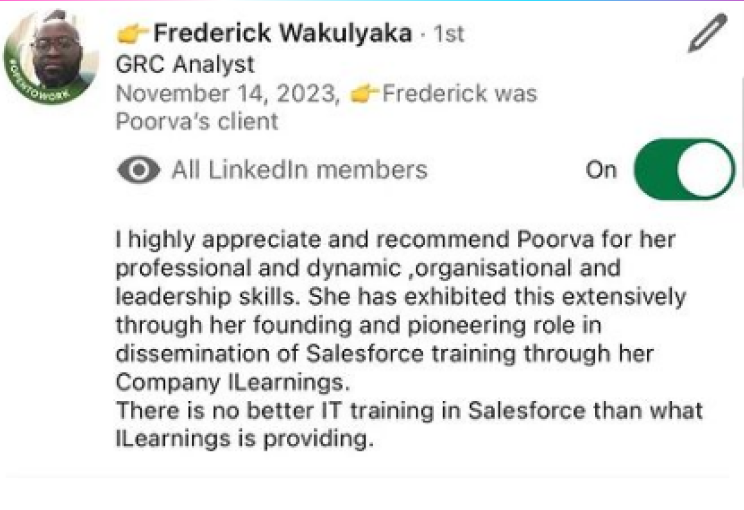 👉Frederick Wakulyaka · 1st
GRC Analyst
November 14, 2023, 👉Frederick was
Poorva's client
All LinkedIn members
On
I highly appreciate and recommend Poorva for her
professional and dynamic ,organisational and
leadership skills. She has exhibited this extensively
through her founding and pioneering role in
dissemination of Salesforce training through her
Company ILearnings.
There is no better IT training in Salesforce than what
ILearnings is providing.
#OPENTOWORK